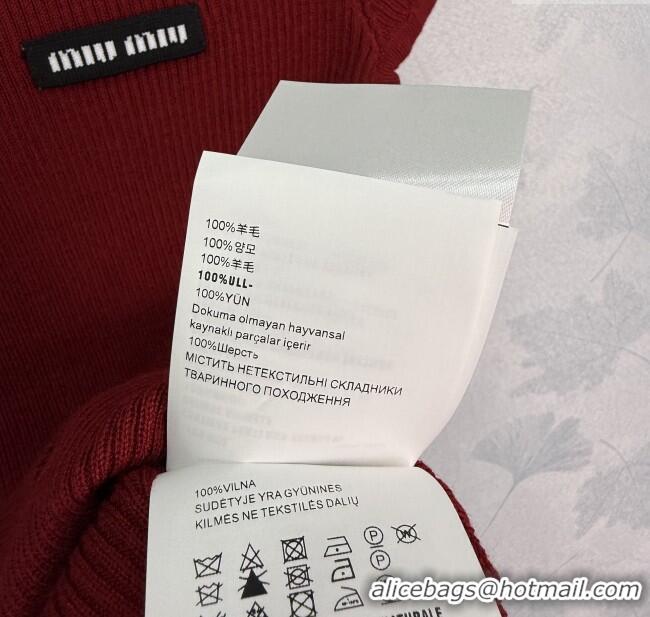 miu miu
100%羊毛
100%양모
100%羊毛
100%ULL-
100%YÜN
Dokuma olmayan hayvansal
kaynaklı parçalar içerir
100%Шерсть
МІСТИТЬ НЕТЕКСТИЛЬНІ СКЛАДНИКИ
ТВАРИННОГО ПОХОДЖЕННЯ
100%VILNA
SUDĖTYJE YRA GYŪNINES
KILMĖS NE TEKSTILĖS DALIŲ
P
P
W
NATURALE
alicebags@hotmail.com